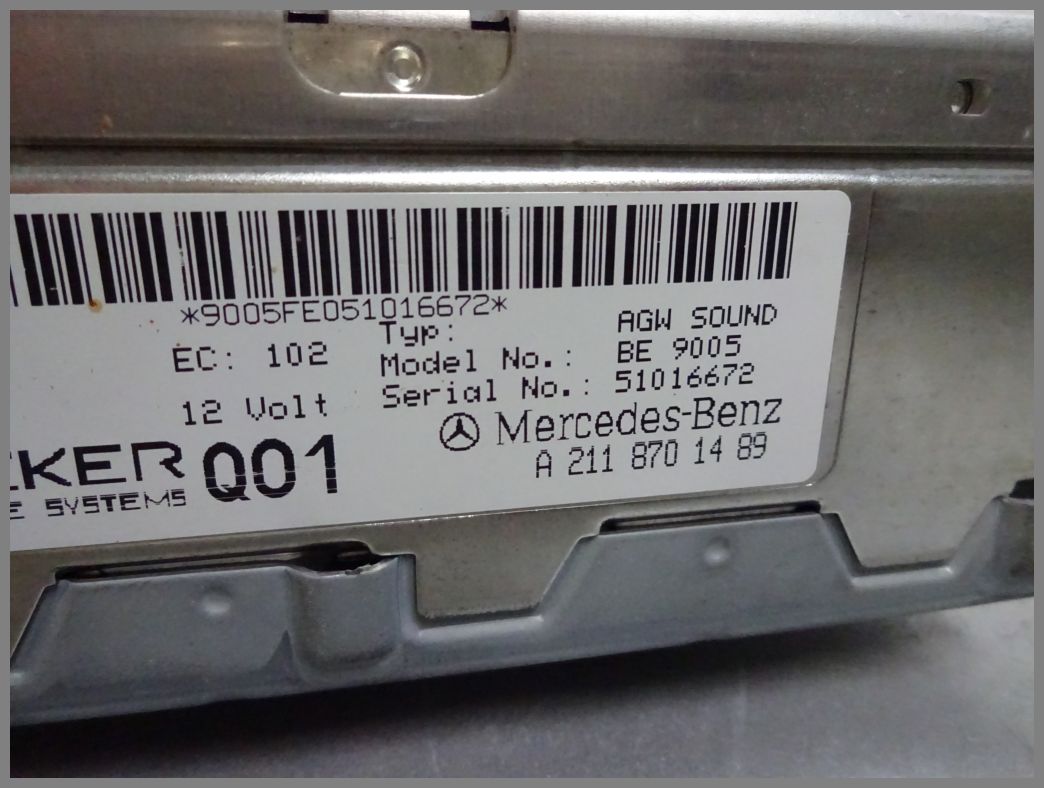 *9005FE051016672*
EC: 102
Typ: AGW SOUND
Model No.: BE 9005
Serial No.: 51016672
12 Volt
Mercedes-Benz
A 211 870 14 89
KER Q01
SYSTEMS